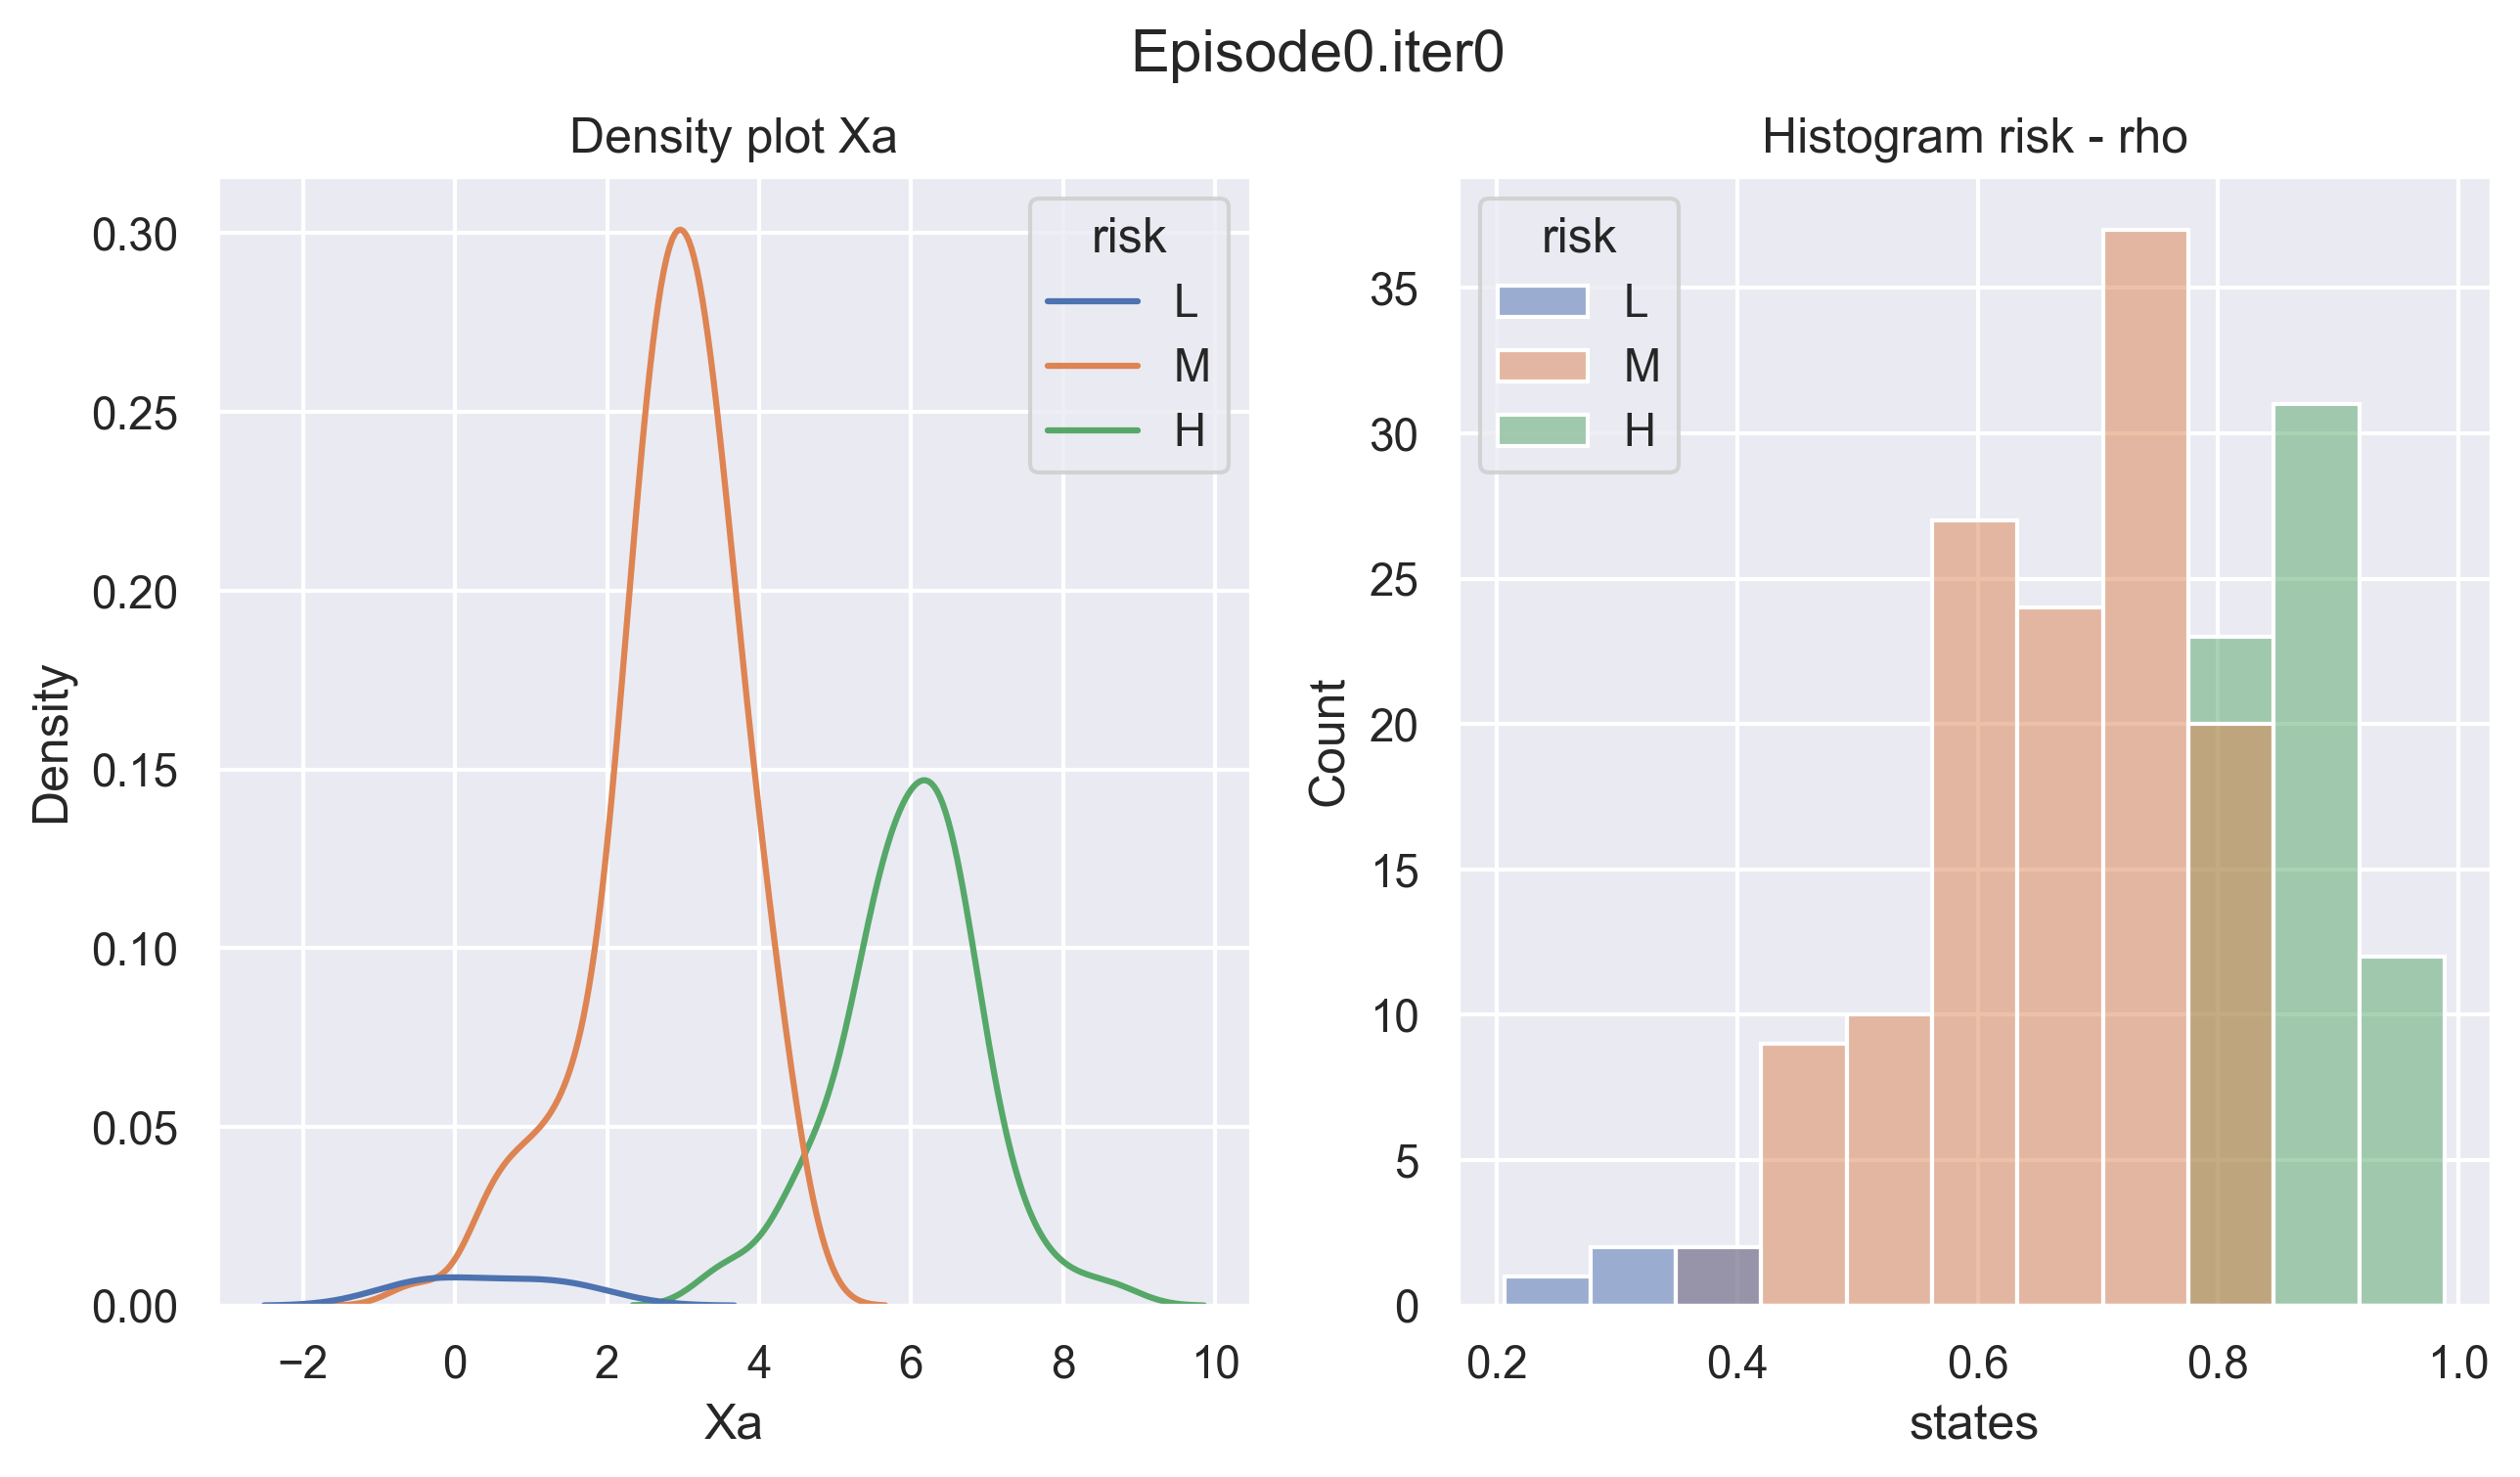 Episode0.iter0
Density plot Xa
risk
L
M
H
0.30
0.25
0.20
0.15
0.10
0.05
0.00
Density
−2 0 2 4 6 8 10
Xa
Histogram risk - rho
risk
L
M
H
35
30
25
20
15
10
5
0
Count
0.2 0.4 0.6 0.8 1.0
states